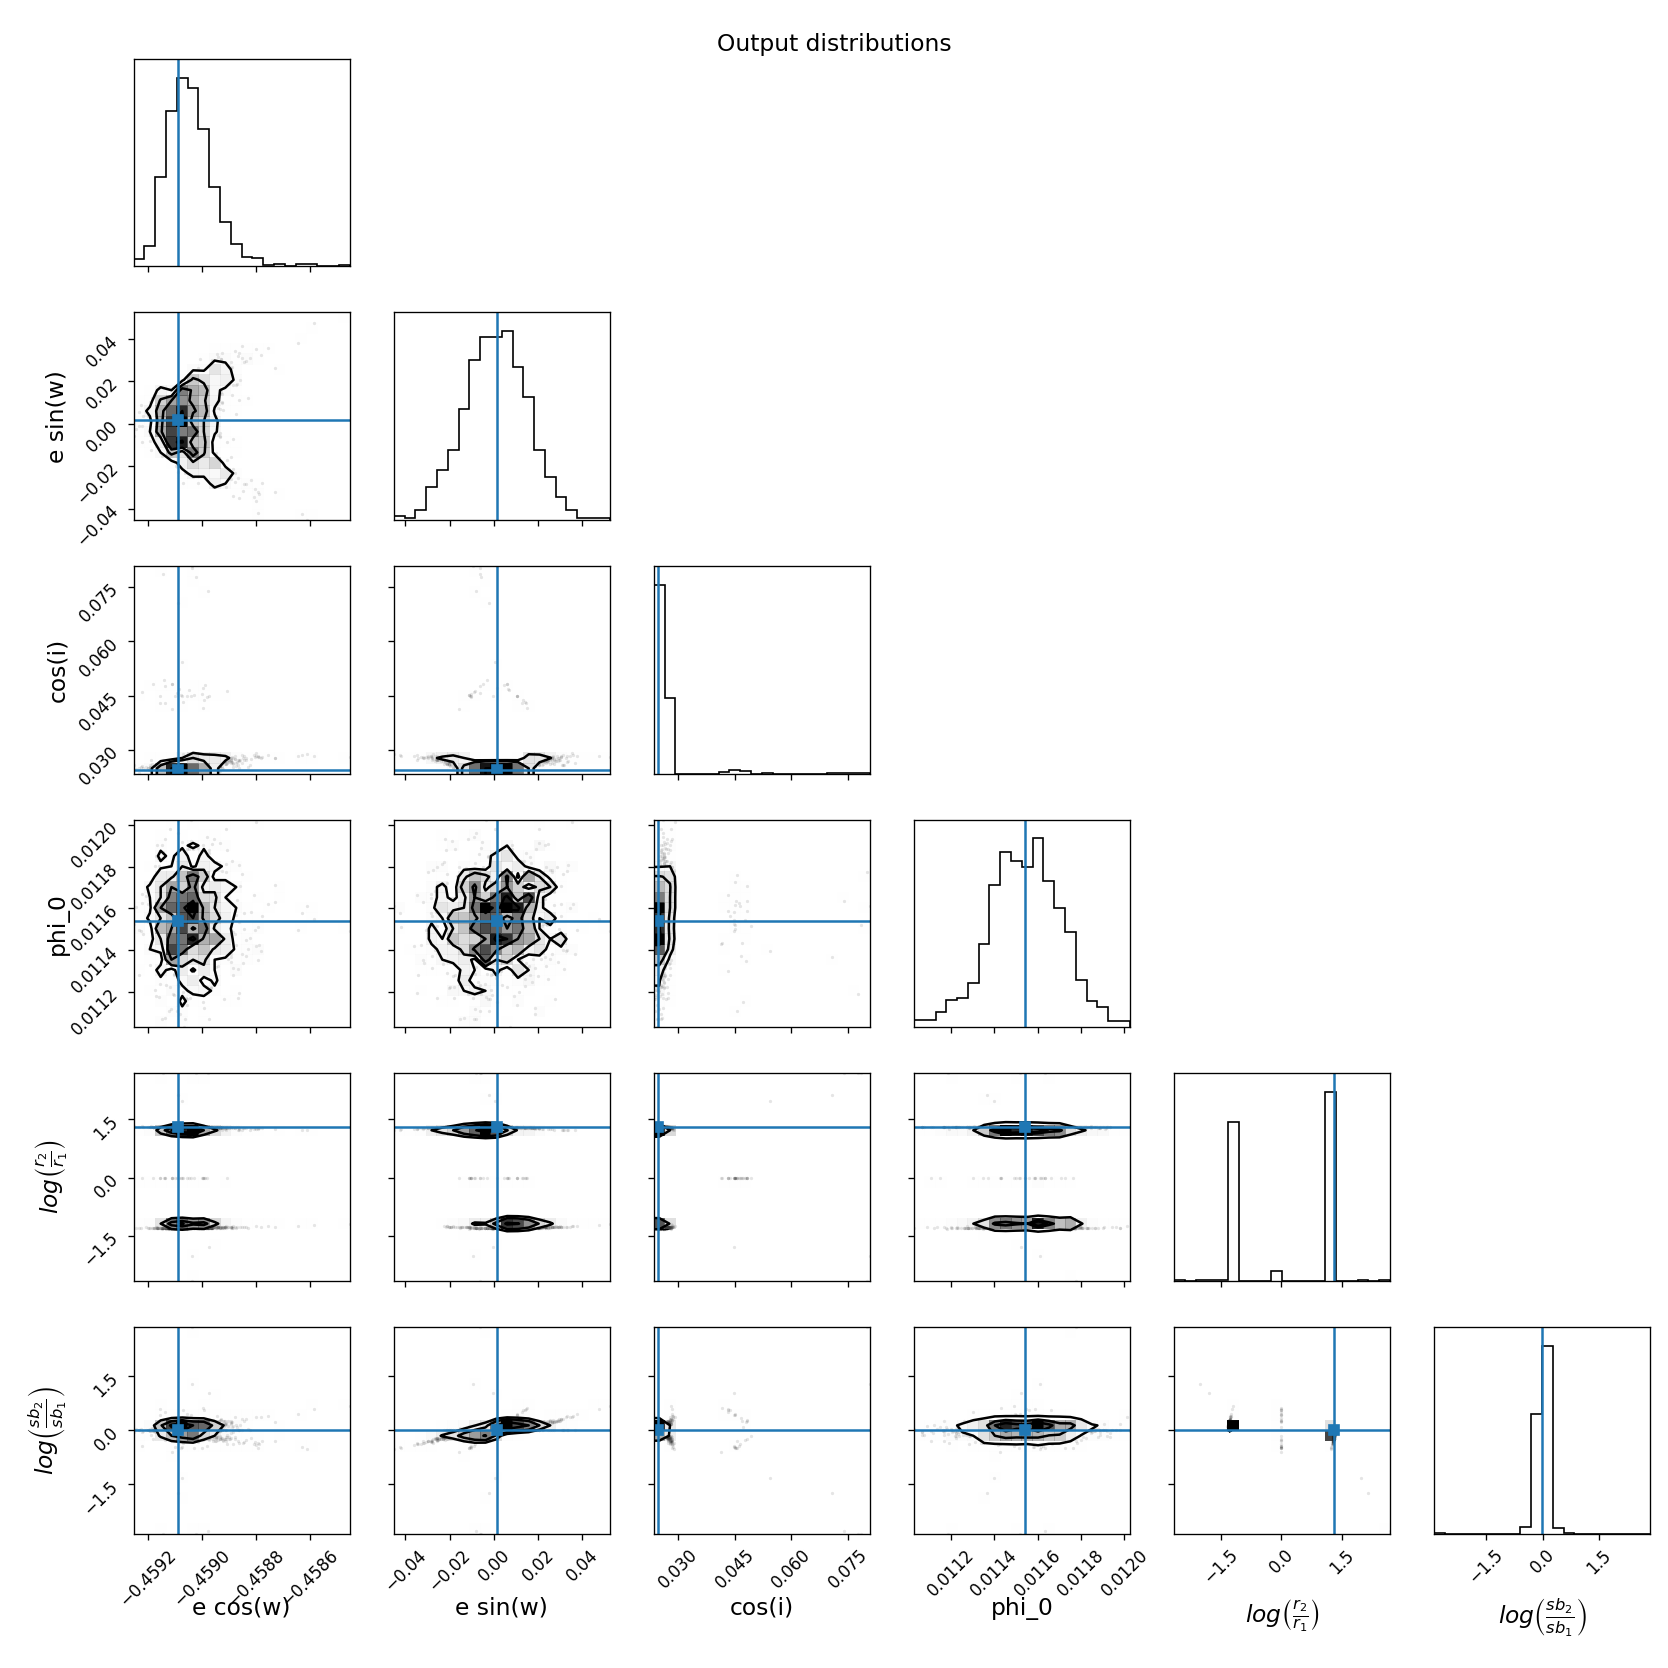 Output distributions
e sin(w)
0.04
0.02
0.00
−0.02
−0.04
cos(i)
0.075
0.060
0.045
0.030
phi_0
0.0120
0.0118
0.0116
0.0114
0.0112
log(r₂/r₁)
1.5
0.0
−1.5
log(sb₂/sb₁)
1.5
0.0
−1.5
−0.4592 −0.4590 −0.4588 −0.4586 −0.04 −0.02 0.00 0.02 0.04 0.030 0.045 0.060 0.075 0.0112 0.0114 0.0116 0.0118 0.0120 −1.5 0.0 1.5 −1.5 0.0 1.5
e cos(w) e sin(w) cos(i) phi_0 log(r₂/r₁) log(sb₂/sb₁)